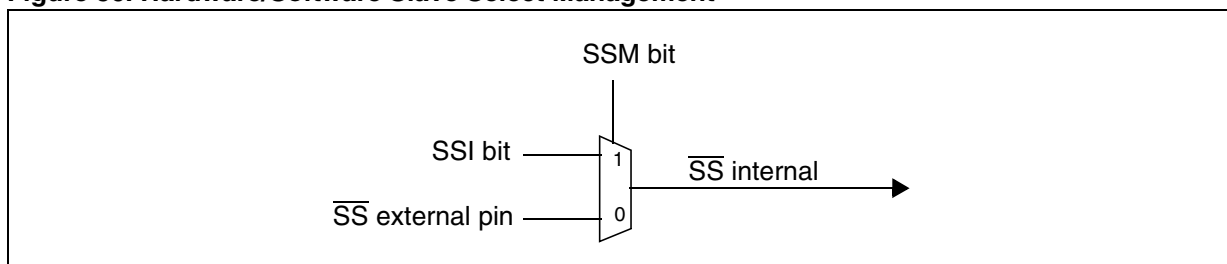 SSM bit
SSI bit
1
SS internal
SS external pin
0